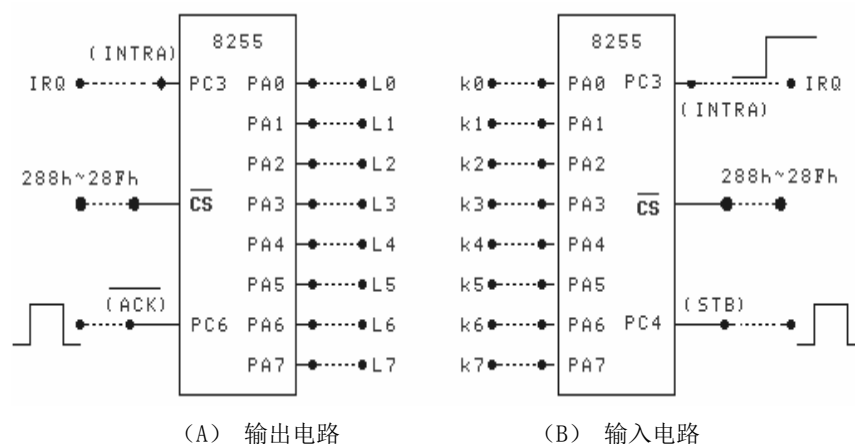 8255
(INTRA)
IRQ
PC3 PA0 L0
PA1 L1
PA2 L2
288h~28Fh
CS PA3 L3
PA4 L4
PA5 L5
(ACK)
PC6 PA6 L6
PA7 L7
(A) 输出电路
8255
k0 PA0 PC3 IRQ
(INTRA)
k1 PA1
k2 PA2
288h~28Fh
k3 PA3 CS
k4 PA4
k5 PA5
(STB)
k6 PA6 PC4
k7 PA7
(B) 输入电路